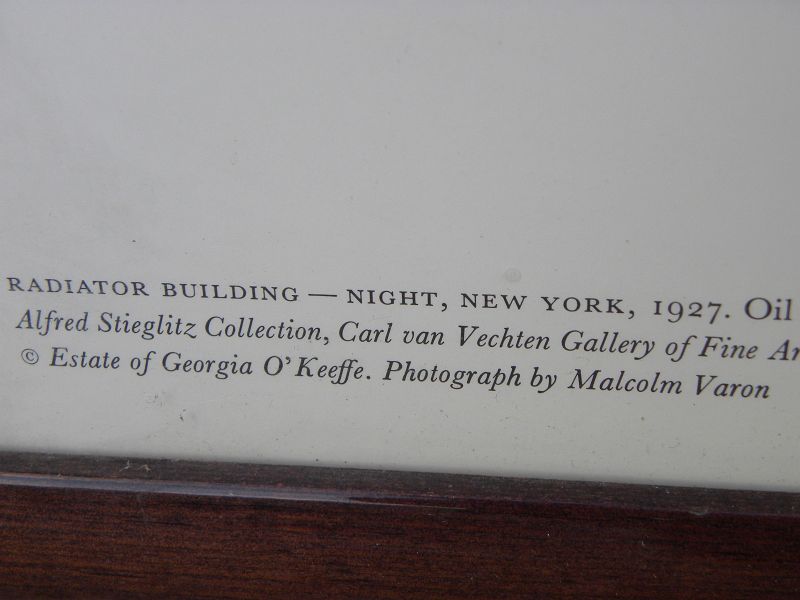 RADIATOR BUILDING — NIGHT, NEW YORK, 1927. Oil
Alfred Stieglitz Collection, Carl van Vechten Gallery of Fine Ar
© Estate of Georgia O'Keeffe. Photograph by Malcolm Varon